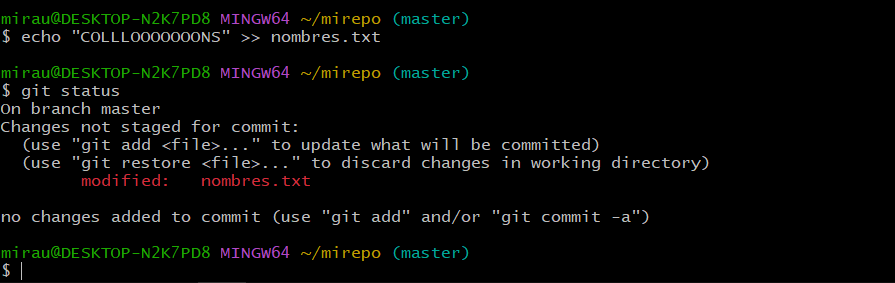 mirau@DESKTOP-N2K7PD8 MINGW64 ~/mirepo (master)
$ echo "COLLLOOOOOOONS" >> nombres.txt
mirau@DESKTOP-N2K7PD8 MINGW64 ~/mirepo (master)
$ git status
On branch master
Changes not staged for commit:
  (use "git add <file>..." to update what will be committed)
  (use "git restore <file>..." to discard changes in working directory)
        modified:   nombres.txt
no changes added to commit (use "git add" and/or "git commit -a")
mirau@DESKTOP-N2K7PD8 MINGW64 ~/mirepo (master)
$